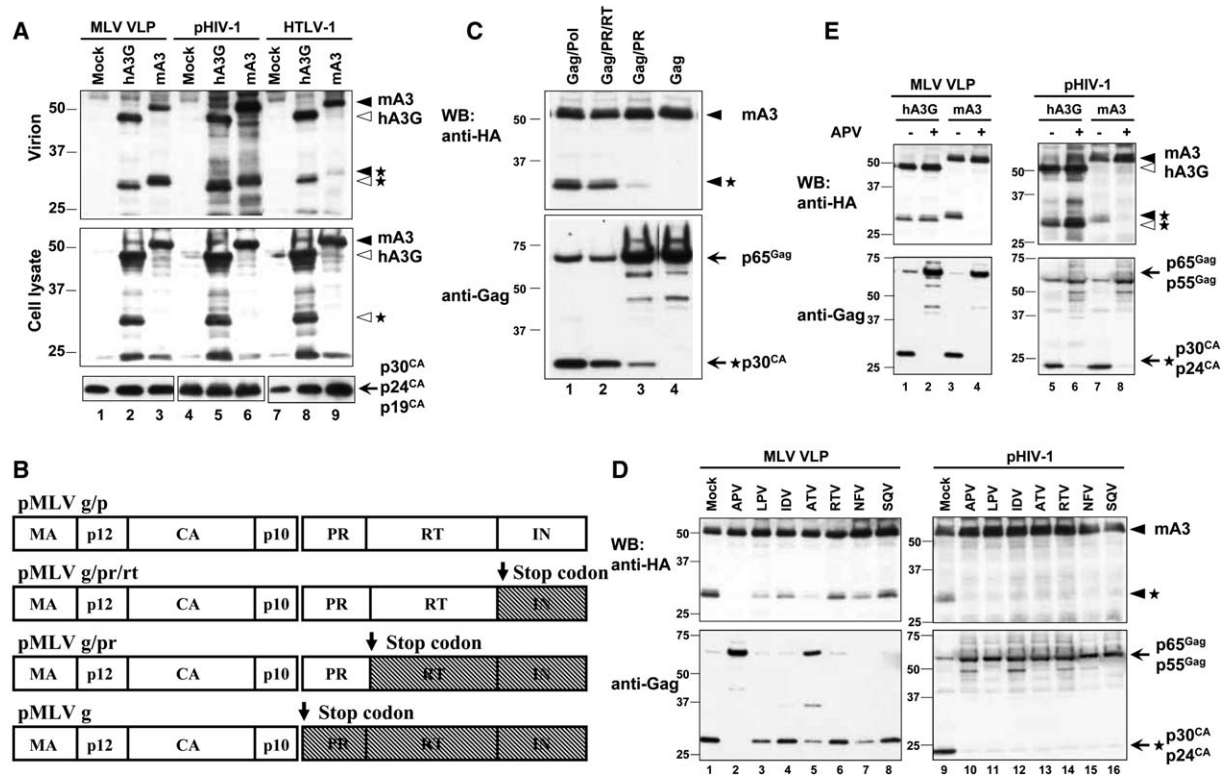 A
MLV VLP pHIV-1 HTLV-1
Mock hA3G mA3 Mock hA3G mA3 Mock hA3G mA3
Virion
50
37
25
mA3
hA3G
★
★
Cell lysate
50
37
25
mA3
hA3G
★
p30CA
p24CA
p19CA
1 2 3 4 5 6 7 8 9
B
pMLV g/p
MA p12 CA p10 PR RT IN
pMLV g/pr/rt
Stop codon
MA p12 CA p10 PR RT IN
pMLV g/pr
Stop codon
MA p12 CA p10 PR RT IN
pMLV g
Stop codon
MA p12 CA p10 PR RT IN
C
Gag/Pol Gag/PR/RT Gag/PR Gag
WB:
anti-HA
50
37
25
mA3
★
anti-Gag
75
50
37
25
p65Gag
★p30CA
1 2 3 4
E
MLV VLP pHIV-1
hA3G mA3 hA3G mA3
APV - + - + - + - +
WB:
anti-HA
50
37
25
50
37
25
mA3
hA3G
★
★
anti-Gag
75
50
37
25
75
50
37
25
p65Gag
p55Gag
p30CA
★
p24CA
1 2 3 4 5 6 7 8
D
MLV VLP pHIV-1
Mock APV LPV IDV ATV RTV NFV SQV Mock APV LPV IDV ATV RTV NFV SQV
WB:
anti-HA
50
37
25
50
37
25
mA3
★
anti-Gag
75
50
37
25
75
50
37
25
p65Gag
p55Gag
p30CA
★
p24CA
1 2 3 4 5 6 7 8 9 10 11 12 13 14 15 16